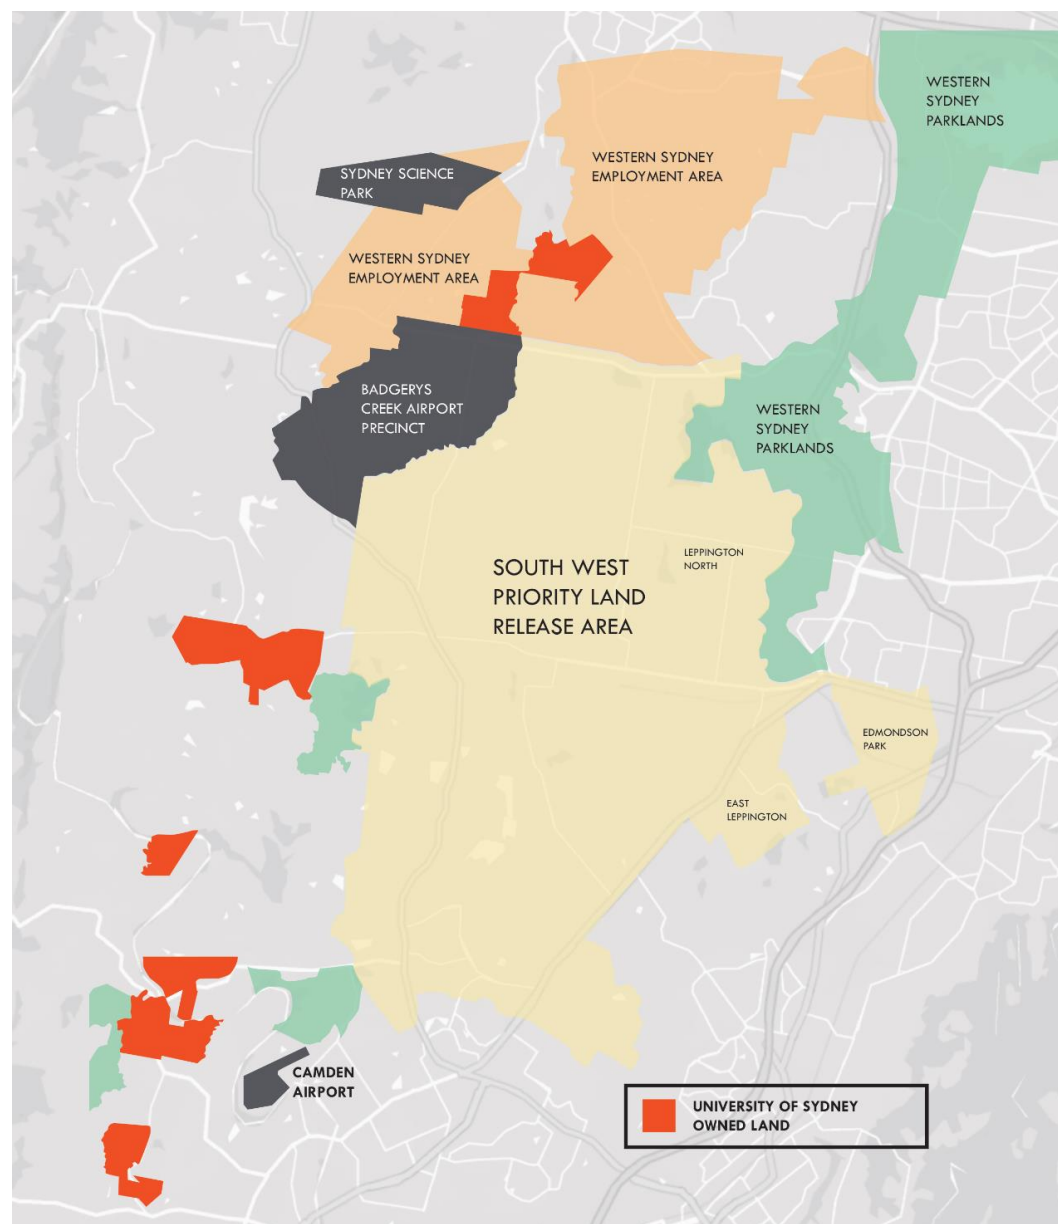 WESTERN
SYDNEY
PARKLANDS
WESTERN SYDNEY
EMPLOYMENT AREA
SYDNEY SCIENCE
PARK
WESTERN SYDNEY
EMPLOYMENT AREA
BADGERYS
CREEK AIRPORT
PRECINCT
WESTERN
SYDNEY
PARKLANDS
LEPPINGTON
NORTH
SOUTH WEST
PRIORITY LAND
RELEASE AREA
EDMONDSON
PARK
EAST
LEPPINGTON
CAMDEN
AIRPORT
UNIVERSITY OF SYDNEY
OWNED LAND